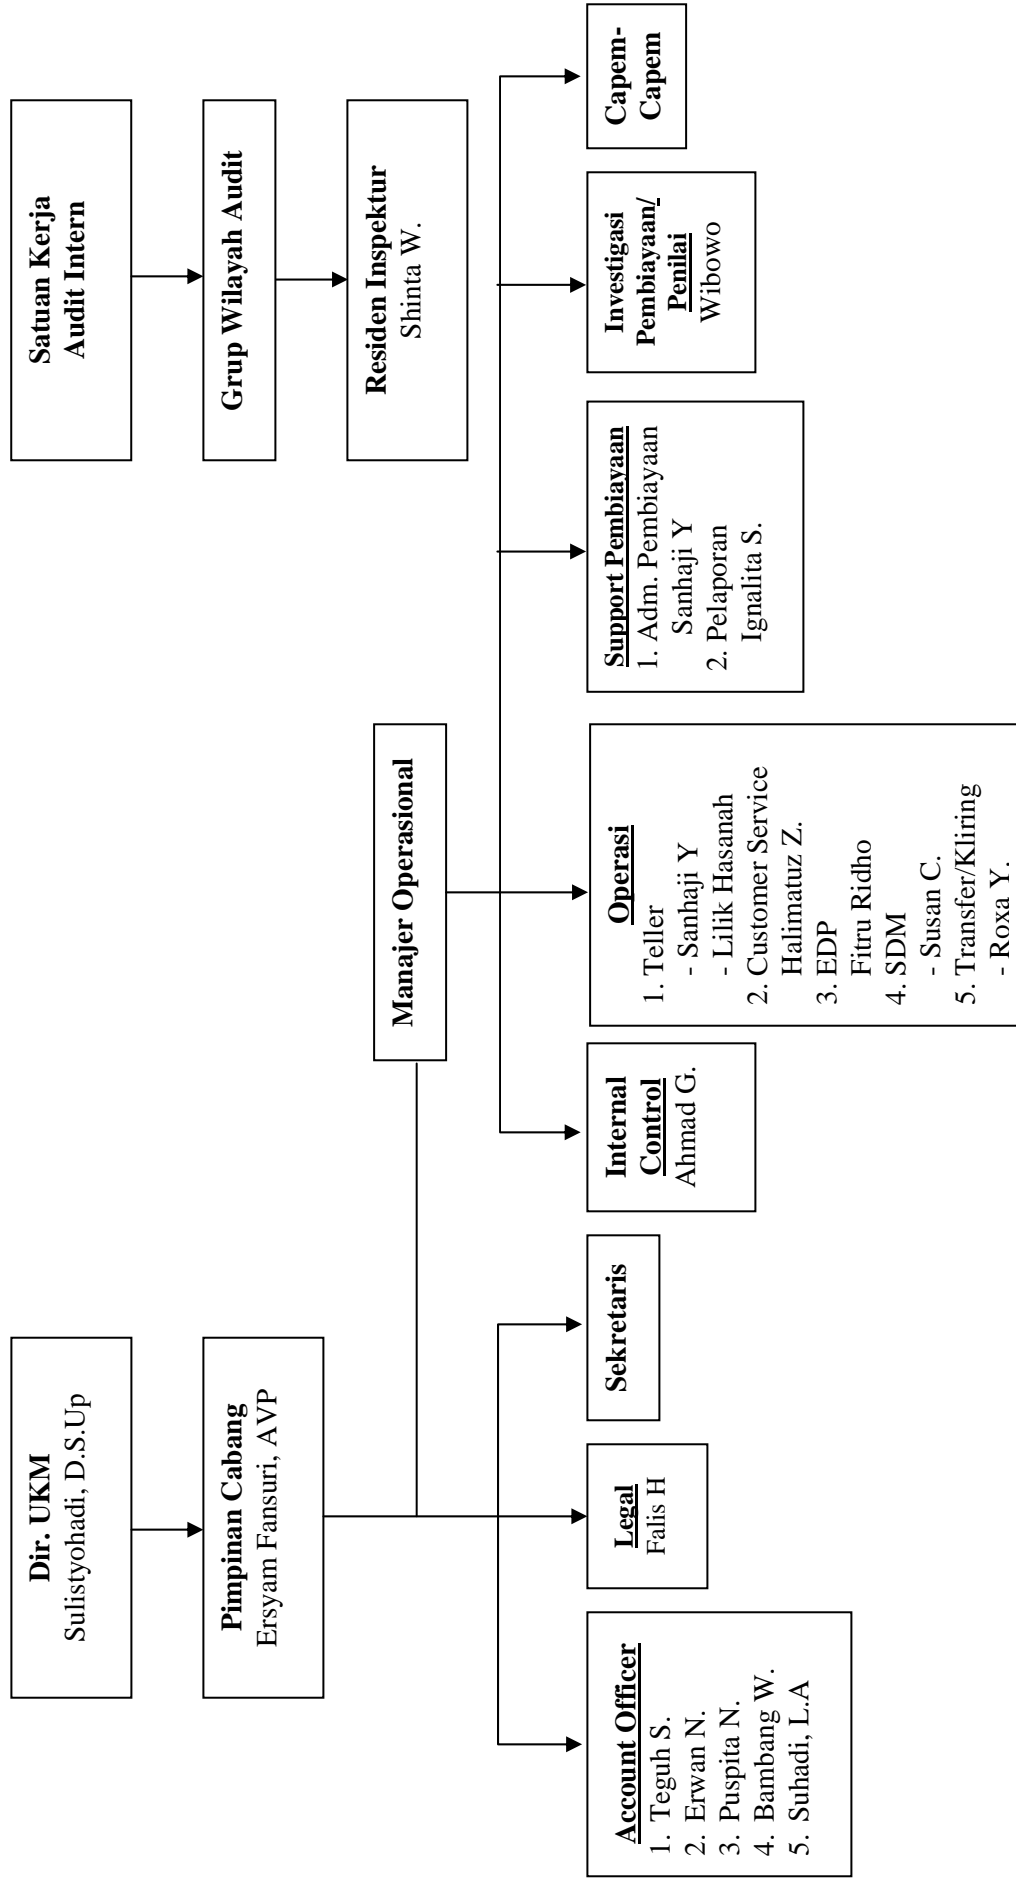 Dir. UKM
Sulistyohadi, D.S.Up
Satuan Kerja
Audit Intern
Pimpinan Cabang
Ersyam Fansuri, AVP
Grup Wilayah Audit
Residen Inspektur
Shinta W.
Manajer Operasional
Account Officer
1. Teguh S.
2. Erwan N.
3. Puspita N.
4. Bambang W.
5. Suhadi, L.A
Legal
Falis H
Sekretaris
Internal
Control
Ahmad G.
Operasi
1. Teller
- Sanhaji Y
- Lilik Hasanah
2. Customer Service
Halimatuz Z.
3. EDP
Fitru Ridho
4. SDM
- Susan C.
5. Transfer/Kliring
- Roxa Y.
Support Pembiayaan
1. Adm. Pembiayaan
Sanhaji Y
2. Pelaporan
Ignalita S.
Investigasi
Pembiayaan/
Penilai
Wibowo
Capem-
Capem